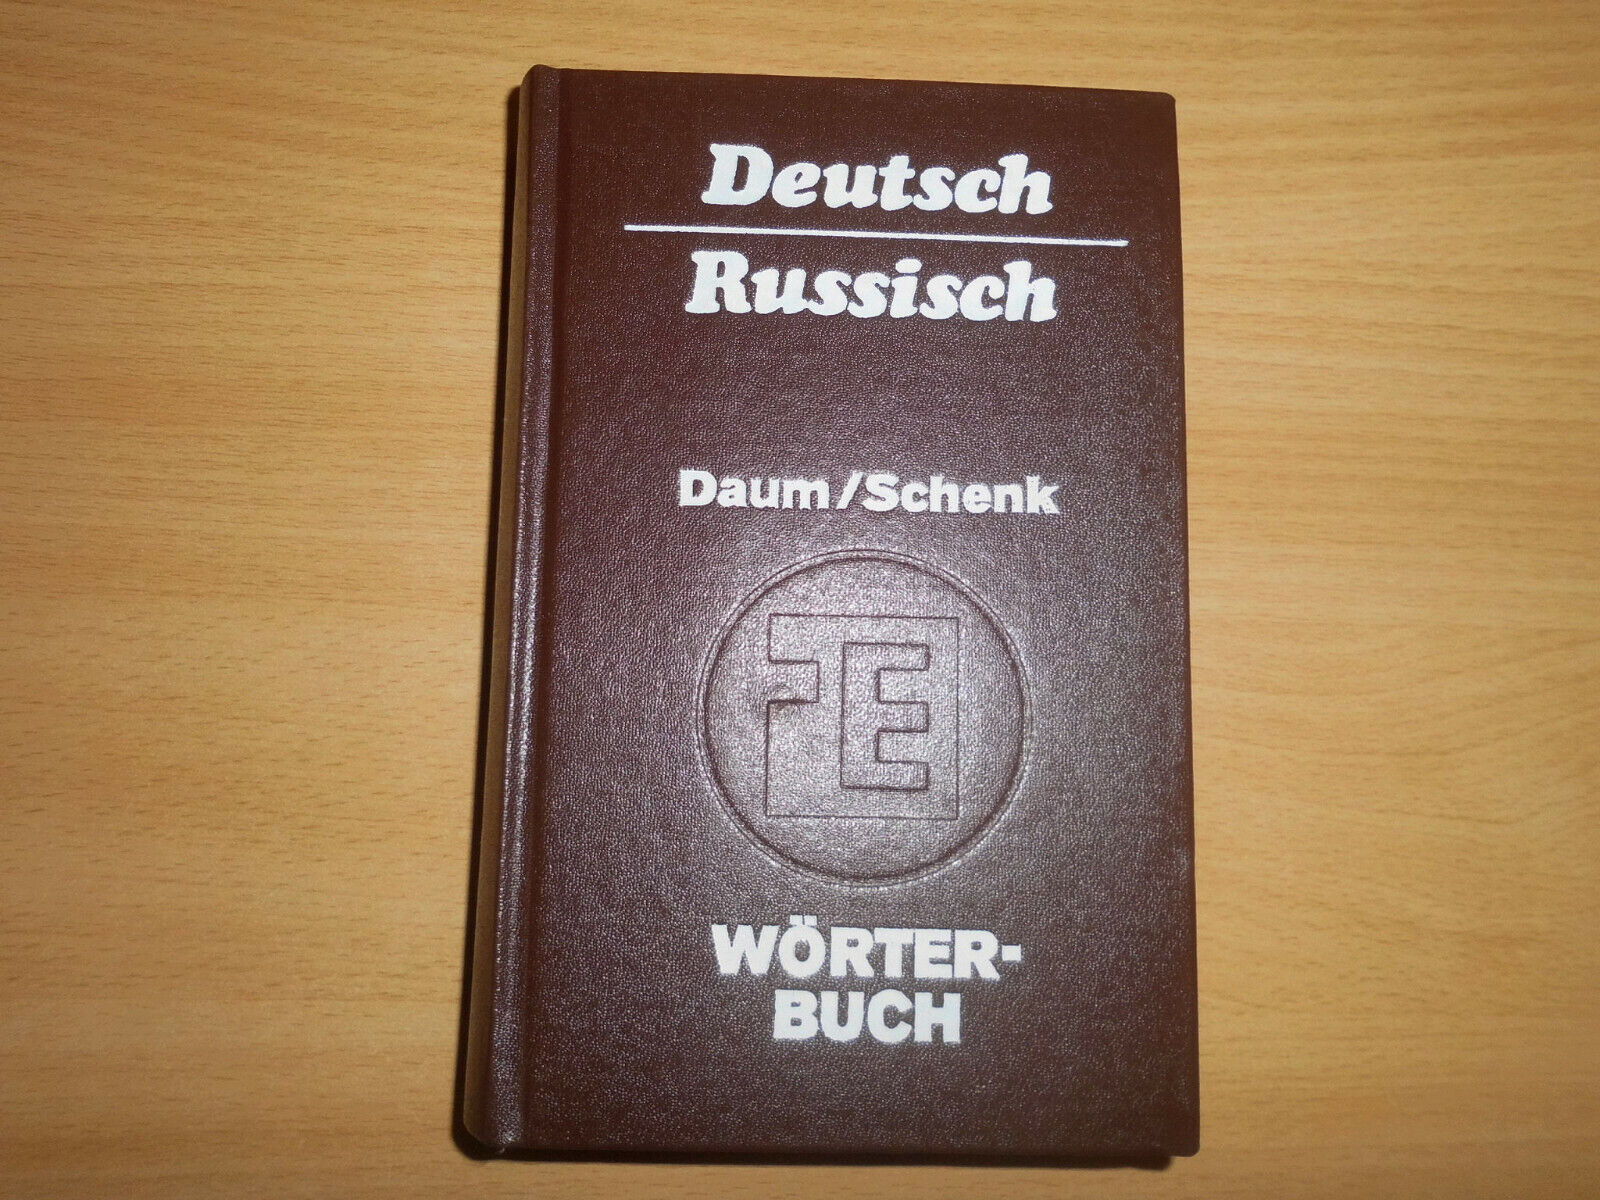 Deutsch
Russisch
Daum/Schenk
E
WÖRTER-
BUCH